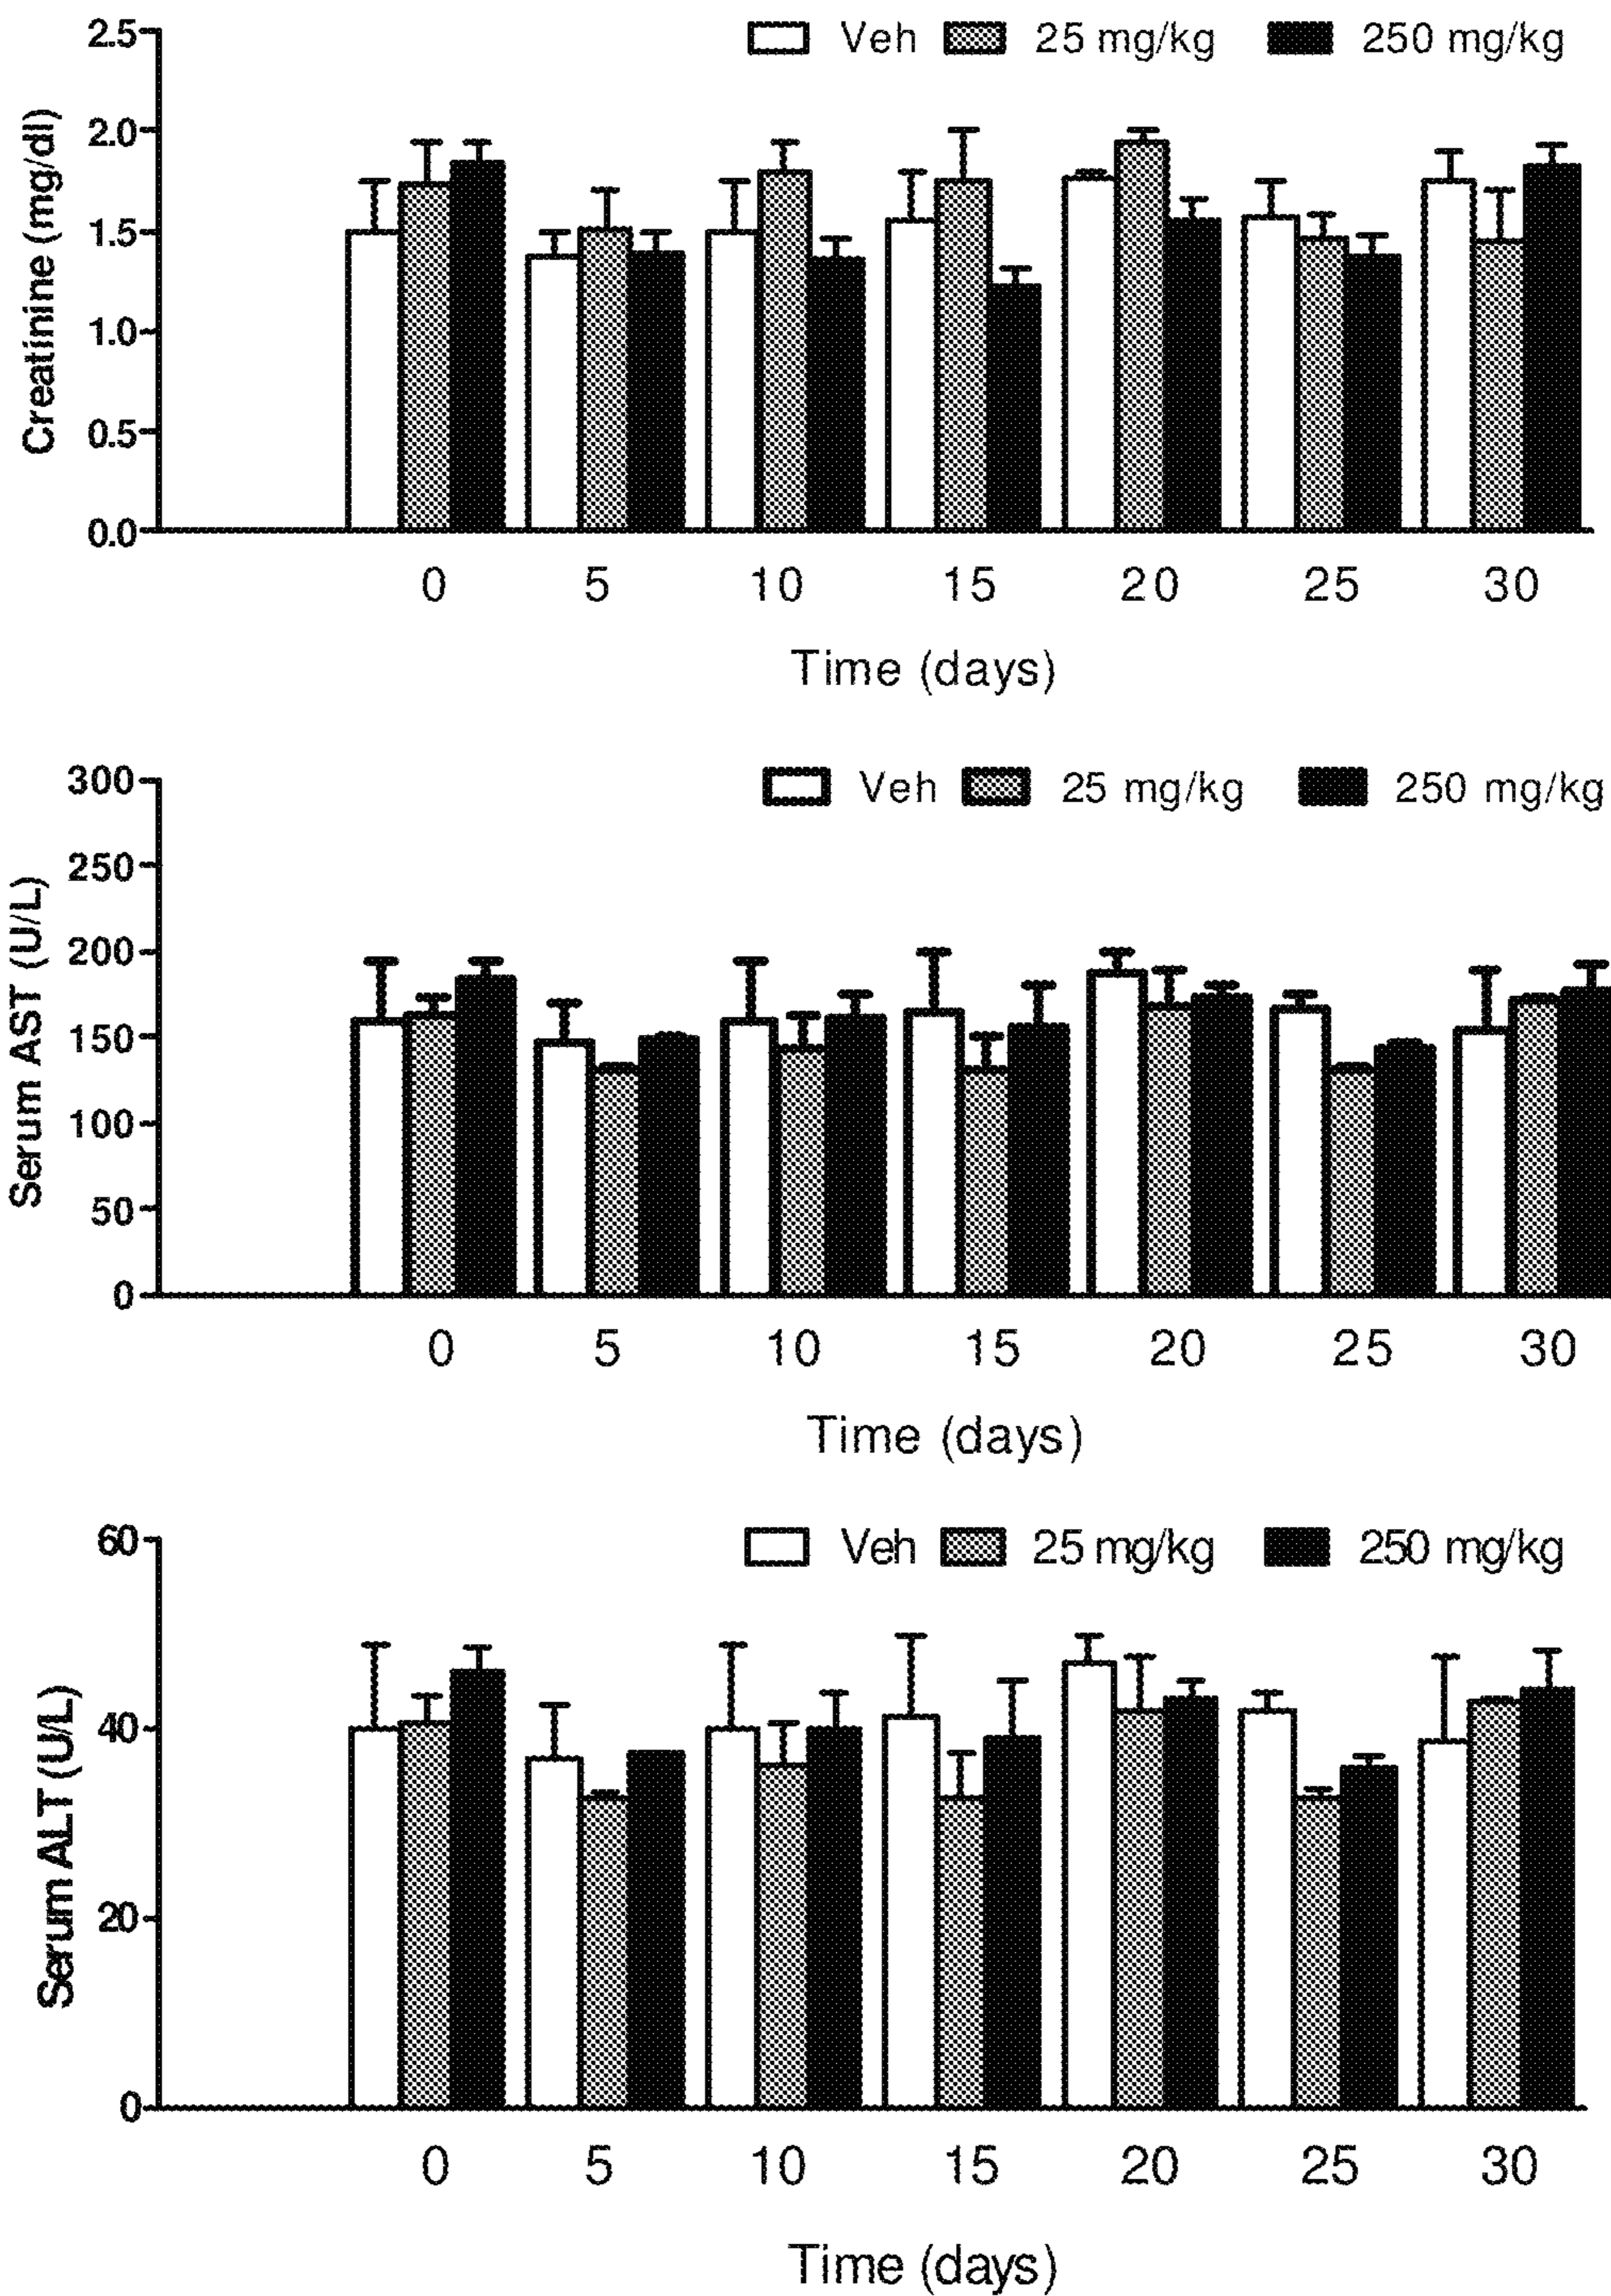 Veh 25 mg/kg 250 mg/kg
Creatinine (mg/dl)
2.5
2.0
1.5
1.0
0.5
0.0
0 5 10 15 20 25 30
Time (days)
Veh 25 mg/kg 250 mg/kg
Serum AST (U/L)
300
250
200
150
100
50
0
0 5 10 15 20 25 30
Time (days)
Veh 25 mg/kg 250 mg/kg
Serum ALT (U/L)
60
40
20
0
0 5 10 15 20 25 30
Time (days)